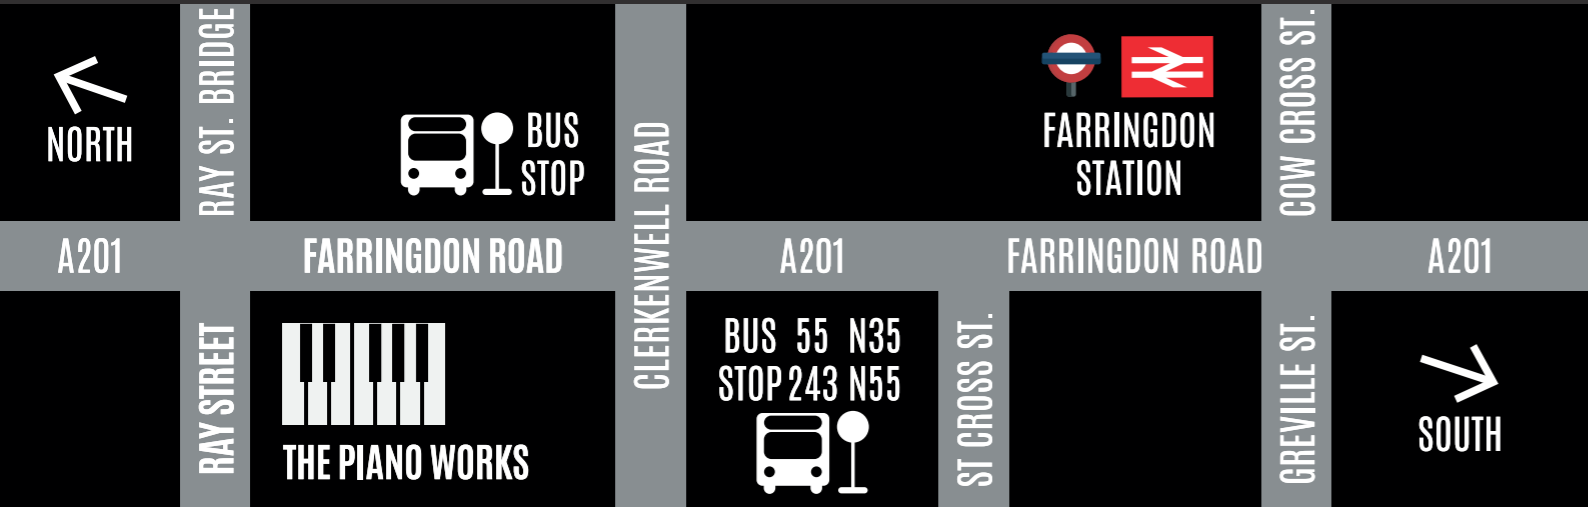 NORTH
RAY ST. BRIDGE
BUS
STOP
CLERKENWELL ROAD
FARRINGDON
STATION
COW CROSS ST.
A201
FARRINGDON ROAD
A201
FARRINGDON ROAD
A201
RAY STREET
THE PIANO WORKS
BUS 55 N35
STOP 243 N55
ST CROSS ST.
GREVILLE ST.
SOUTH